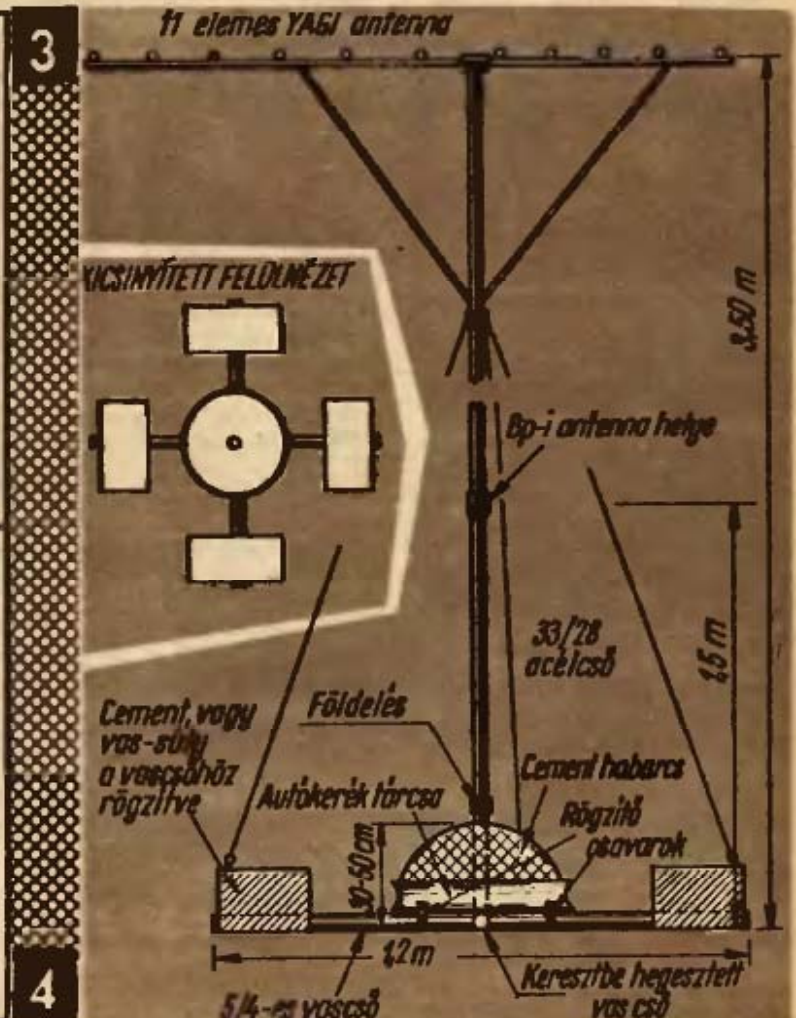 3
11 elemes YAGI antenna
KICSINYÍTETT FELÜLNÉZET
3,50 m
Bp-i antenna helye
33/28
acélcső
1,5 m
Cement, vagy
vas-súly
a vascsőhöz
rögzítve
Földelés
Cement habarcs
Autókerék tárcsa
Rögzítő
csavarok
30-50 cm
1,2 m
Keresztbe hegesztett
vas cső
5/4-es vascső
4